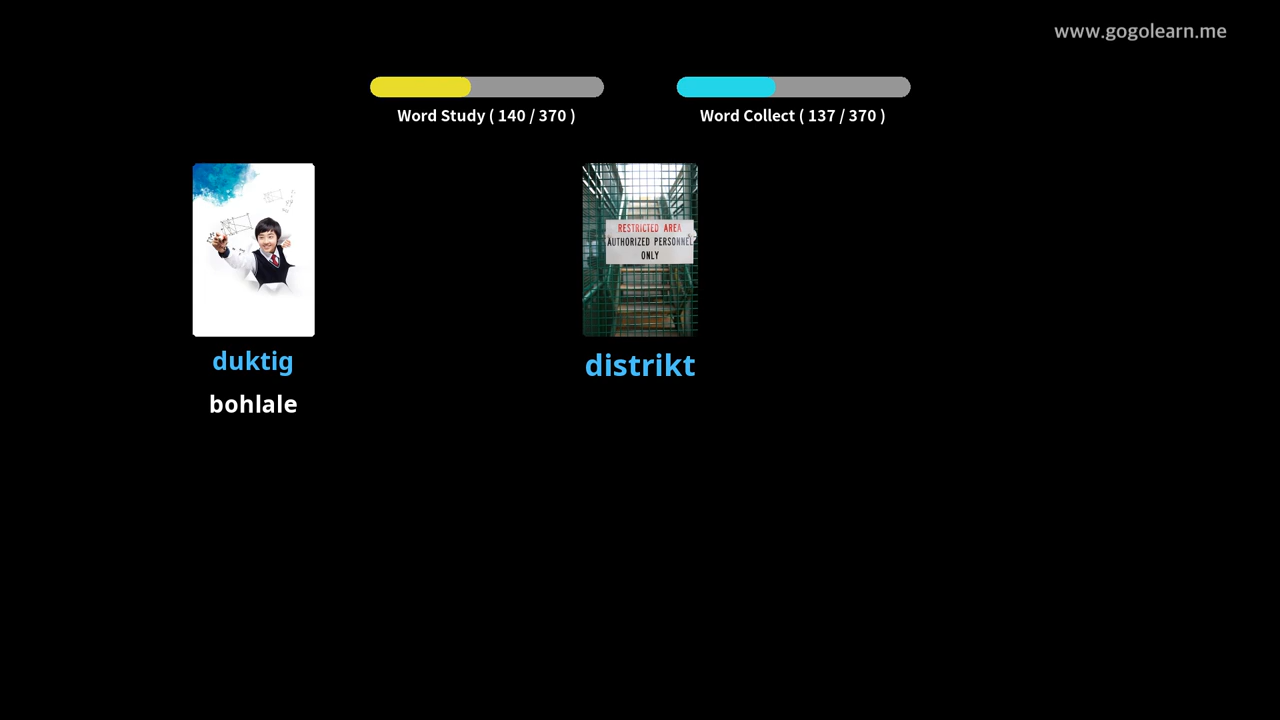 www.gogolearn.me
Word Study ( 140 / 370 )
Word Collect ( 137 / 370 )
RESTRICTED AREA
AUTHORIZED PERSONNEL
ONLY
duktig
distrikt
bohlale